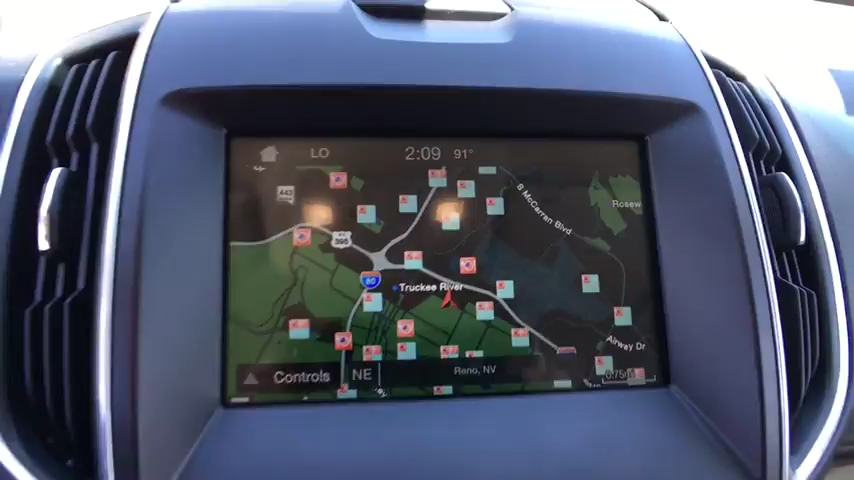 LO 2:09 91°
443
395
S McCarran Blvd
Rosew
80
Truckee River
Airway Dr
Controls NE Reno, NV